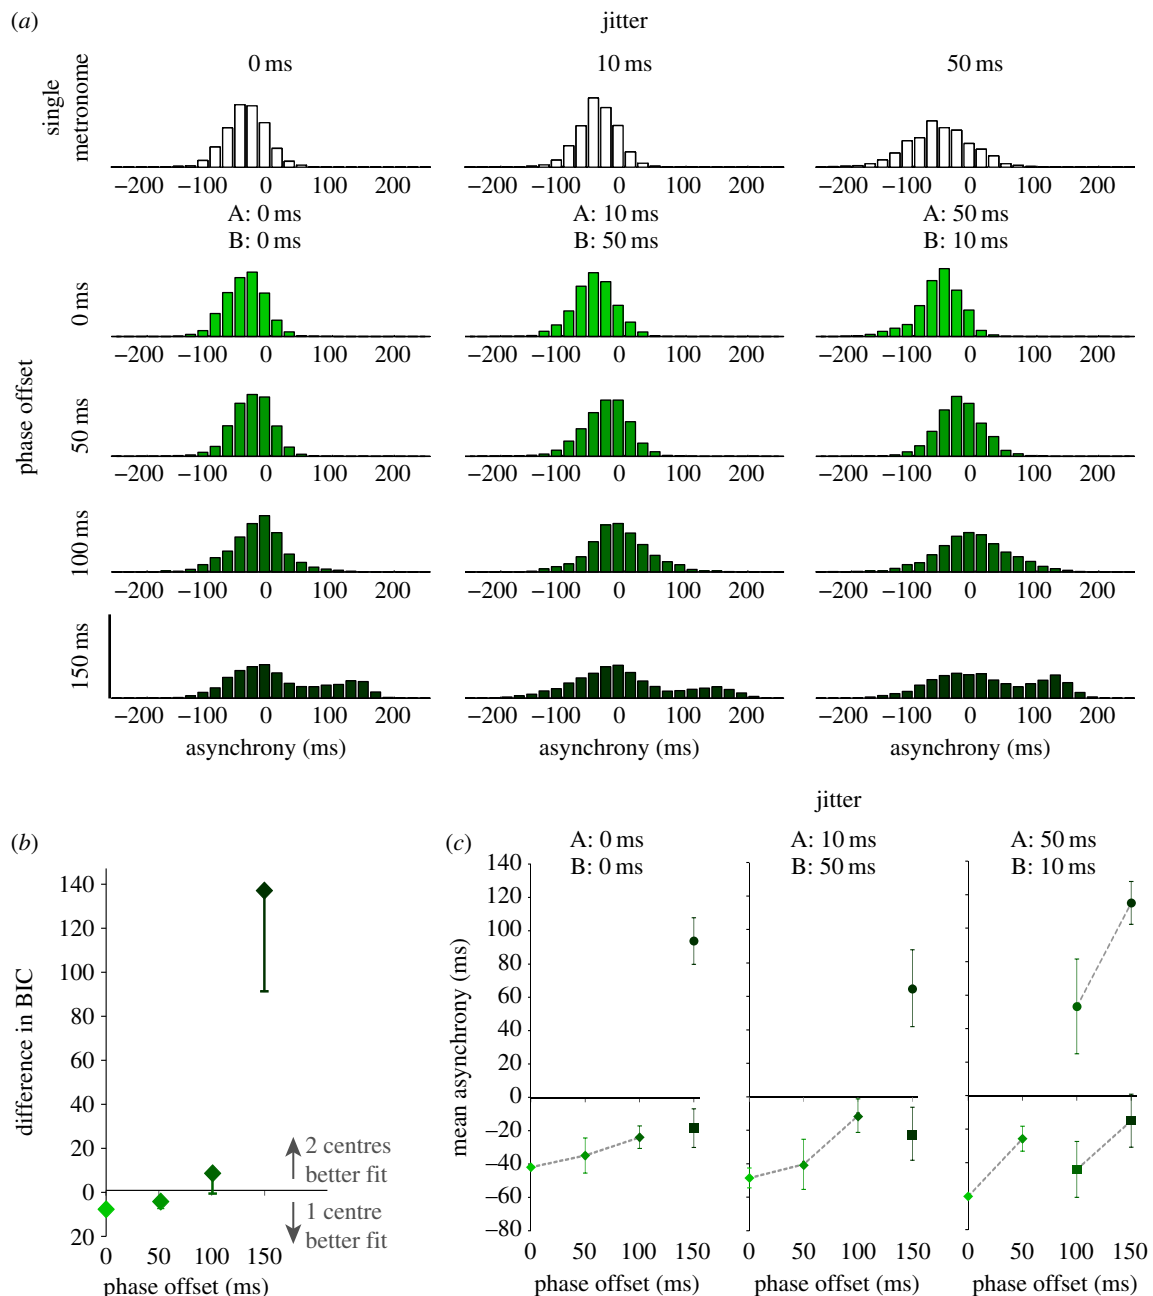 (a)
jitter
single
metronome
0 ms
10 ms
50 ms
−200 −100 0 100 200
−200 −100 0 100 200
−200 −100 0 100 200
A: 0 ms
B: 0 ms
A: 10 ms
B: 50 ms
A: 50 ms
B: 10 ms
phase offset
0 ms
−200 −100 0 100 200
−200 −100 0 100 200
−200 −100 0 100 200
50 ms
−200 −100 0 100 200
−200 −100 0 100 200
−200 −100 0 100 200
100 ms
−200 −100 0 100 200
−200 −100 0 100 200
−200 −100 0 100 200
150 ms
−200 −100 0 100 200
−200 −100 0 100 200
−200 −100 0 100 200
asynchrony (ms)
asynchrony (ms)
asynchrony (ms)
(b)
difference in BIC
140
120
100
80
60
40
20
0
20
2 centres
better fit
1 centre
better fit
0 50 100 150
phase offset (ms)
jitter
(c)
A: 0 ms
B: 0 ms
A: 10 ms
B: 50 ms
A: 50 ms
B: 10 ms
mean asynchrony (ms)
140
120
100
80
60
40
20
0
−20
−40
−60
−80
0 50 100 150
0 50 100 150
0 50 100 150
phase offset (ms)
phase offset (ms)
phase offset (ms)